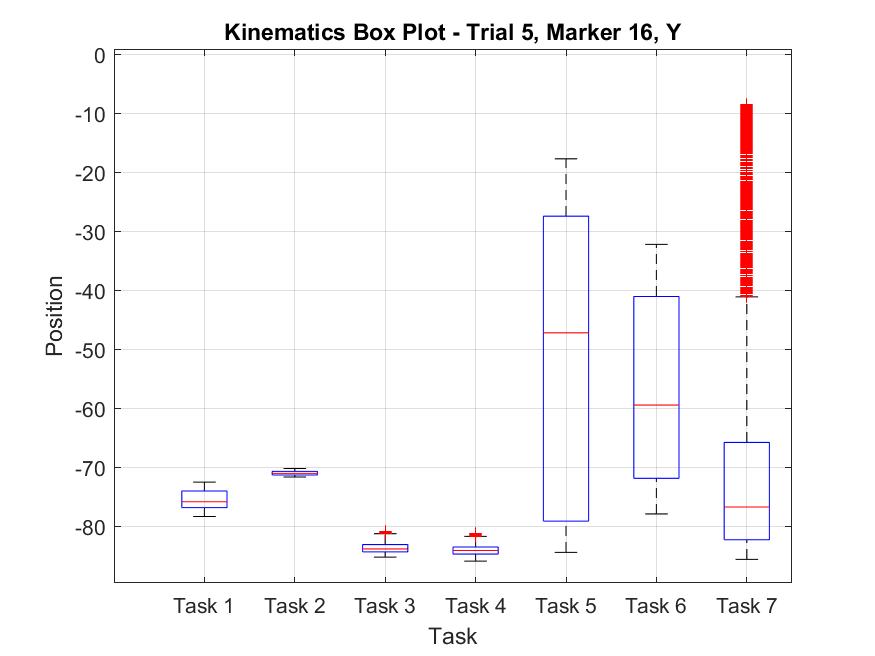 Kinematics Box Plot - Trial 5, Marker 16, Y
0
-10
-20
-30
-40
-50
-60
-70
-80
Position
Task 1 Task 2 Task 3 Task 4 Task 5 Task 6 Task 7
Task